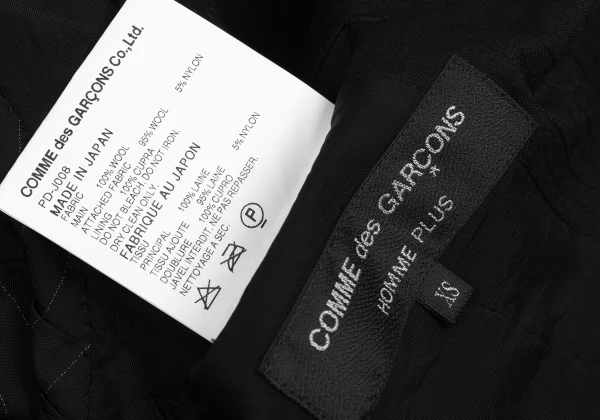 COMME des GARÇONS Co., Ltd.
PD-J008
MADE IN JAPAN
FABRIC
MAIN 100% WOOL
ATTACHED FABRIC 95% WOOL 5% NYLON
LINING 100% CUPRA
DO NOT BLEACH. DO NOT IRON.
DRY CLEAN ONLY.
FABRIQUE AU JAPON
TISSU
PRINCIPAL 100% LANE
TISSU AJOUTE 95% LANE 5% NYLON
DOUBLURE 100% CUPRO
JAVEL INTERDIT. NE PAS REPASSER.
NETTOYAGE A SEC.
P
COMME des GARÇONS
HOMME PLUS
XS